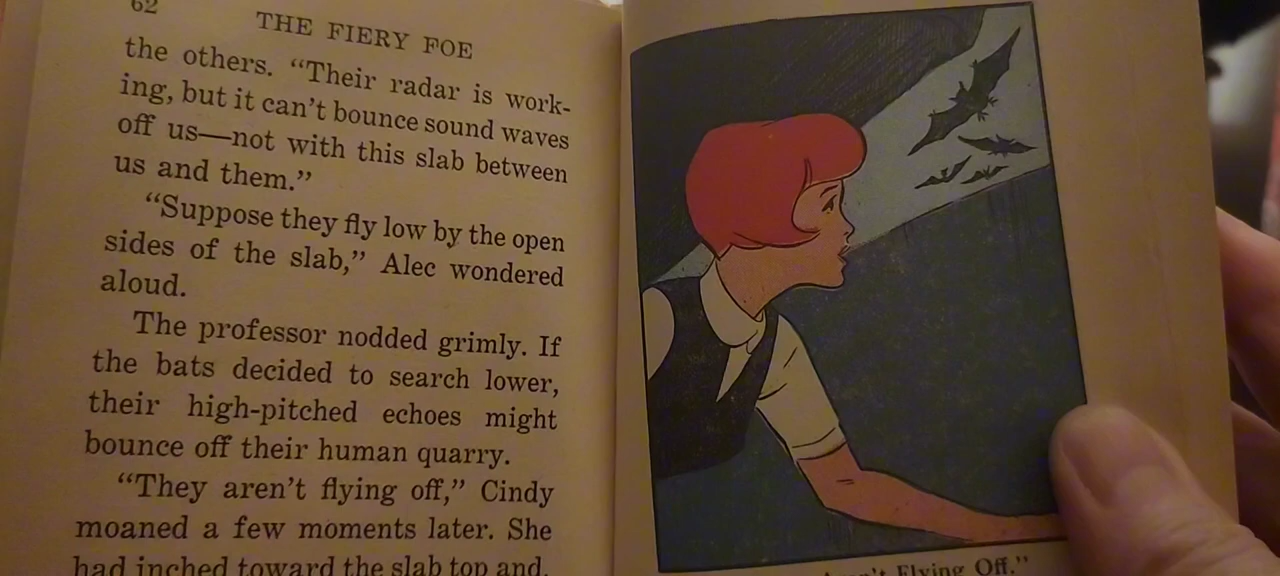 62
THE FIERY FOE
the others. “Their radar is work-
ing, but it can’t bounce sound waves
off us—not with this slab between
us and them.”
“Suppose they fly low by the open
sides of the slab,” Alec wondered
aloud.
The professor nodded grimly. If
the bats decided to search lower,
their high-pitched echoes might
bounce off their human quarry.
“They aren’t flying off,” Cindy
moaned a few moments later. She
had inched toward the slab top and,
Flying Off.”